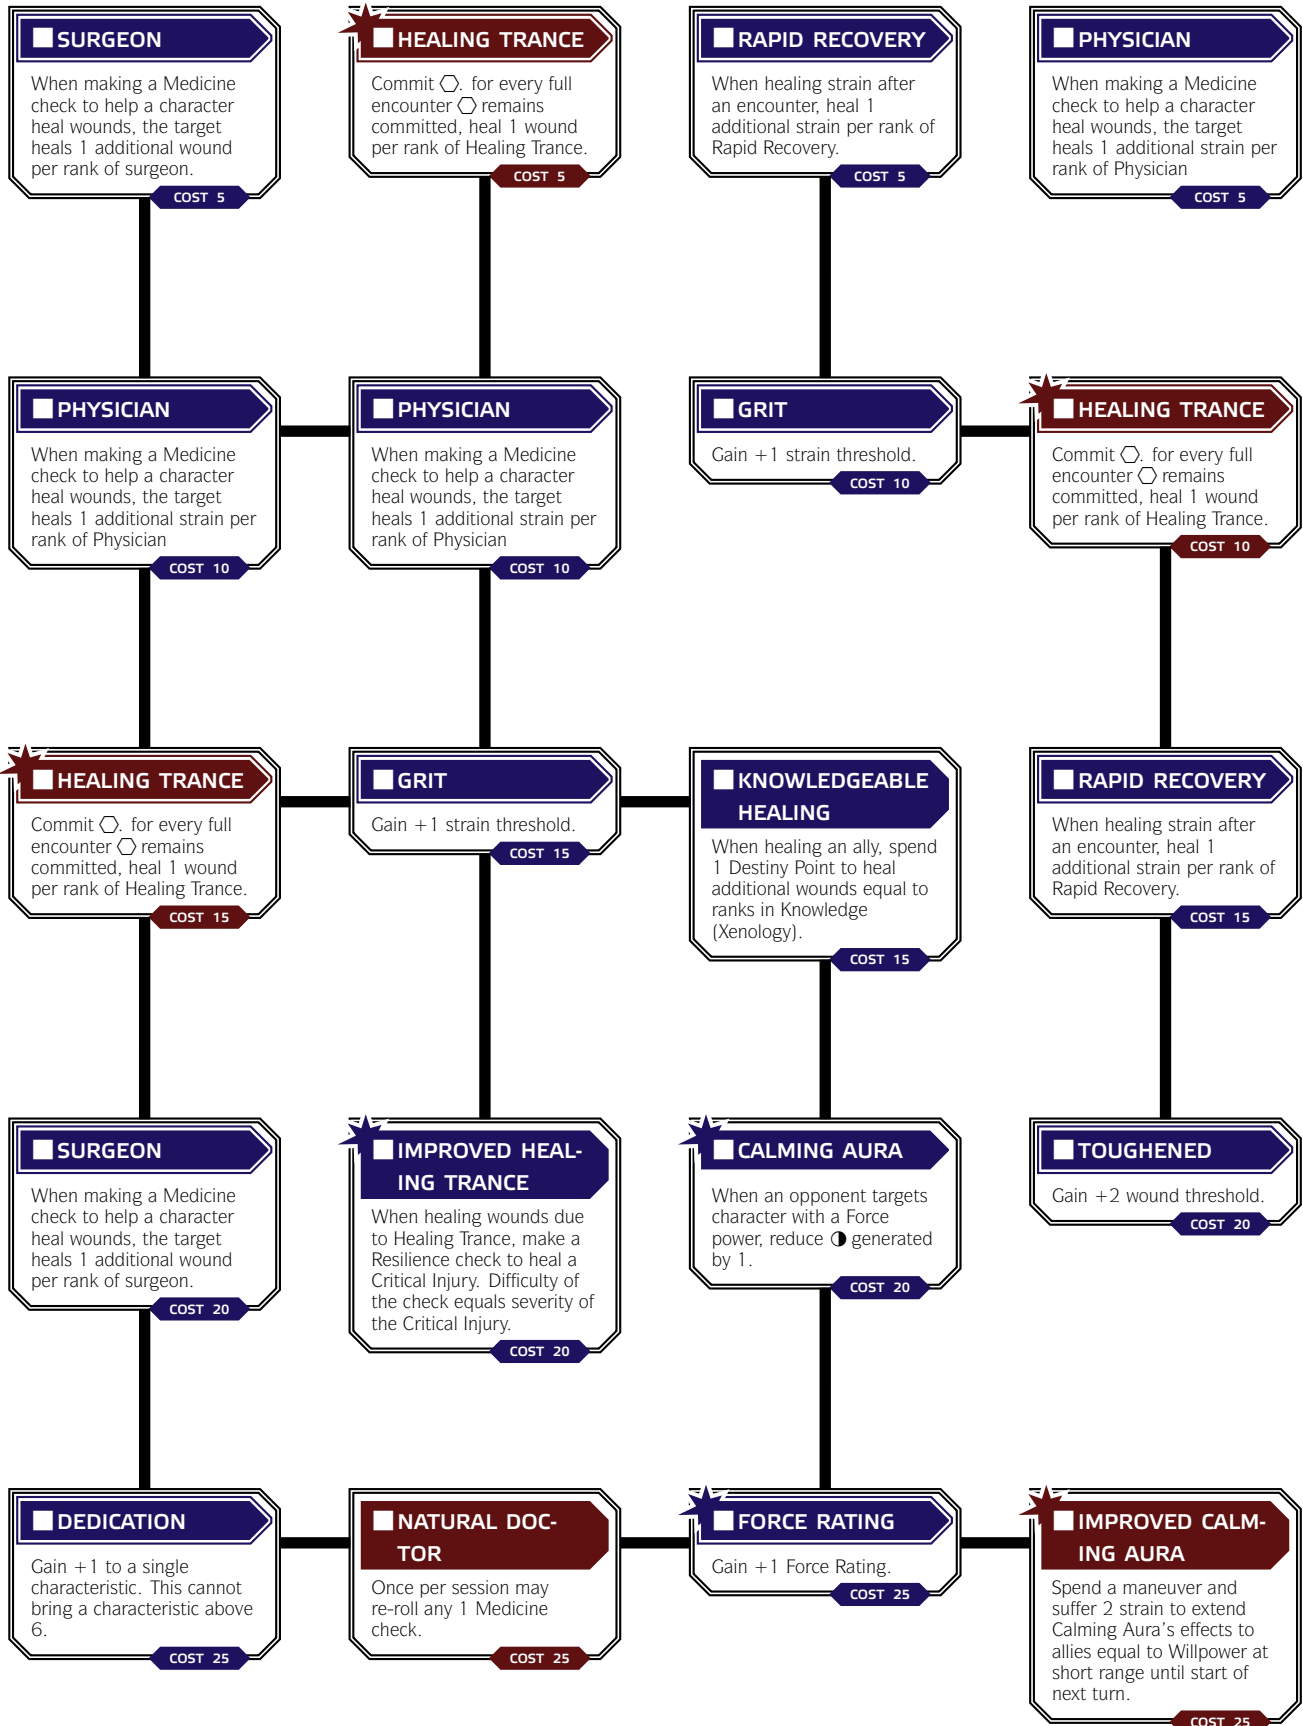 SURGEON
When making a Medicine
check to help a character
heal wounds, the target
heals 1 additional wound
per rank of surgeon.
COST 5
HEALING TRANCE
Commit ⬡. for every full
encounter ⬡ remains
committed, heal 1 wound
per rank of Healing Trance.
COST 5
RAPID RECOVERY
When healing strain after
an encounter, heal 1
additional strain per rank of
Rapid Recovery.
COST 5
PHYSICIAN
When making a Medicine
check to help a character
heal wounds, the target
heals 1 additional strain per
rank of Physician
COST 5
PHYSICIAN
When making a Medicine
check to help a character
heal wounds, the target
heals 1 additional strain per
rank of Physician
COST 10
PHYSICIAN
When making a Medicine
check to help a character
heal wounds, the target
heals 1 additional strain per
rank of Physician
COST 10
GRIT
Gain +1 strain threshold.
COST 10
HEALING TRANCE
Commit ⬡. for every full
encounter ⬡ remains
committed, heal 1 wound
per rank of Healing Trance.
COST 10
HEALING TRANCE
Commit ⬡. for every full
encounter ⬡ remains
committed, heal 1 wound
per rank of Healing Trance.
COST 15
GRIT
Gain +1 strain threshold.
COST 15
KNOWLEDGEABLE
HEALING
When healing an ally, spend
1 Destiny Point to heal
additional wounds equal to
ranks in Knowledge
(Xenology).
COST 15
RAPID RECOVERY
When healing strain after
an encounter, heal 1
additional strain per rank of
Rapid Recovery.
COST 15
SURGEON
When making a Medicine
check to help a character
heal wounds, the target
heals 1 additional wound
per rank of surgeon.
COST 20
IMPROVED HEAL-
ING TRANCE
When healing wounds due
to Healing Trance, make a
Resilience check to heal a
Critical Injury. Difficulty of
the check equals severity of
the Critical Injury.
COST 20
CALMING AURA
When an opponent targets
character with a Force
power, reduce ◑ generated
by 1.
COST 20
TOUGHENED
Gain +2 wound threshold.
COST 20
DEDICATION
Gain +1 to a single
characteristic. This cannot
bring a characteristic above
6.
COST 25
NATURAL DOC-
TOR
Once per session may
re-roll any 1 Medicine
check.
COST 25
FORCE RATING
Gain +1 Force Rating.
COST 25
IMPROVED CALM-
ING AURA
Spend a maneuver and
suffer 2 strain to extend
Calming Aura's effects to
allies equal to Willpower at
short range until start of
next turn.
COST 25